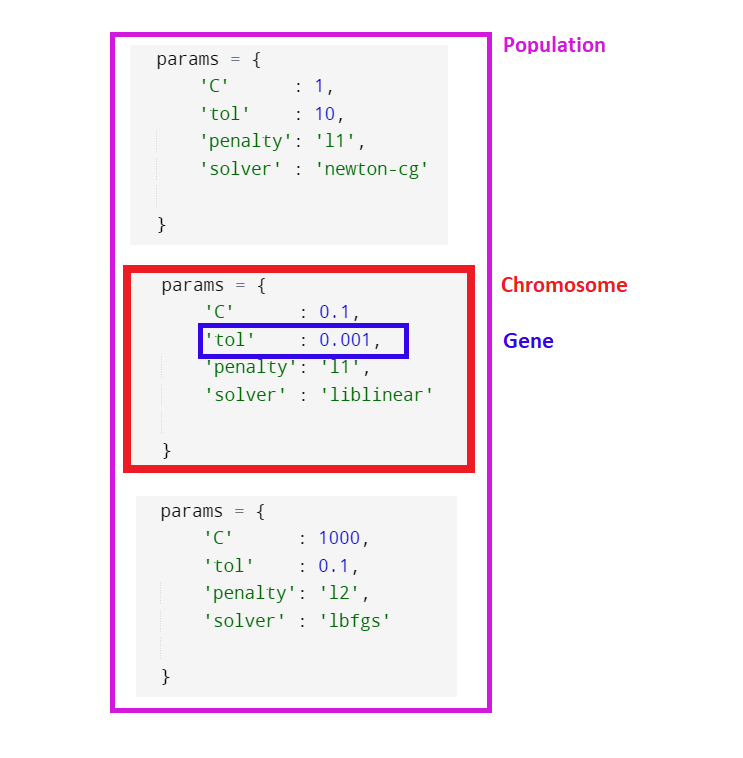 Population
params = {
'C' : 1,
'tol' : 10,
'penalty': 'l1',
'solver' : 'newton-cg'
}
Chromosome
params = {
'C' : 0.1,
Gene
'tol' : 0.001,
'penalty': 'l1',
'solver' : 'liblinear'
}
params = {
'C' : 1000,
'tol' : 0.1,
'penalty': 'l2',
'solver' : 'lbfgs'
}